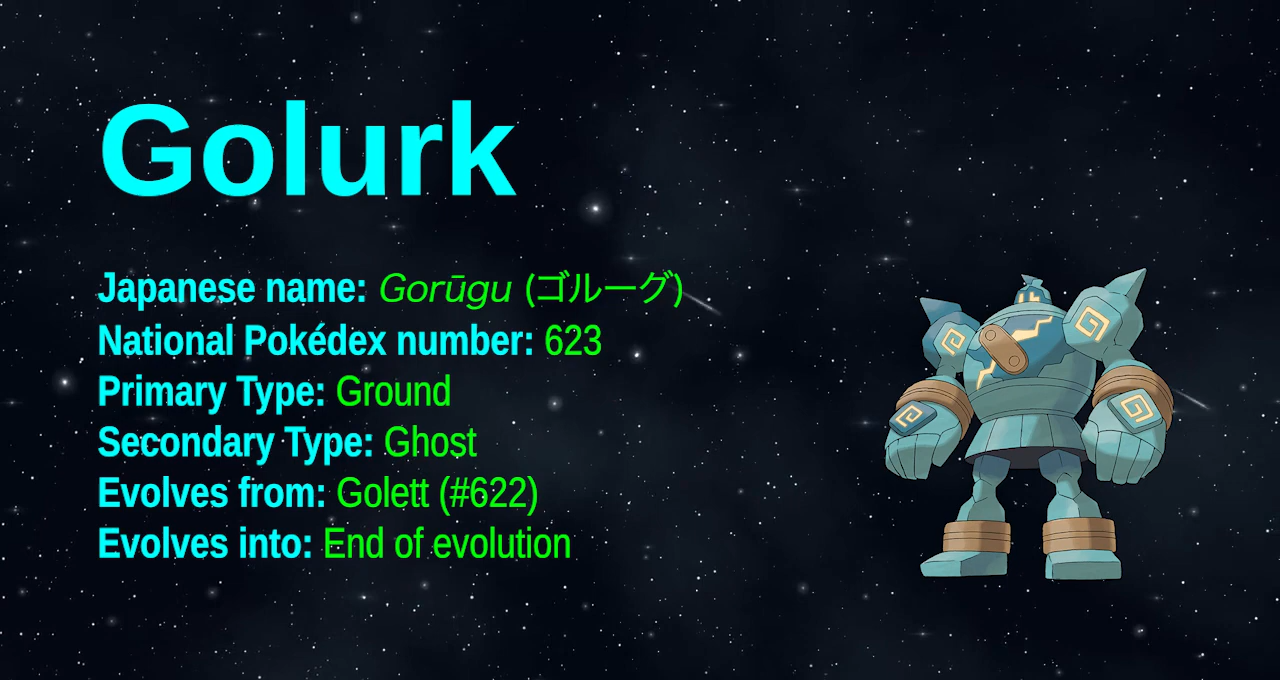 Golurk
Japanese name: Gorūgu (ゴルーグ)
National Pokédex number: 623
Primary Type: Ground
Secondary Type: Ghost
Evolves from: Golett (#622)
Evolves into: End of evolution